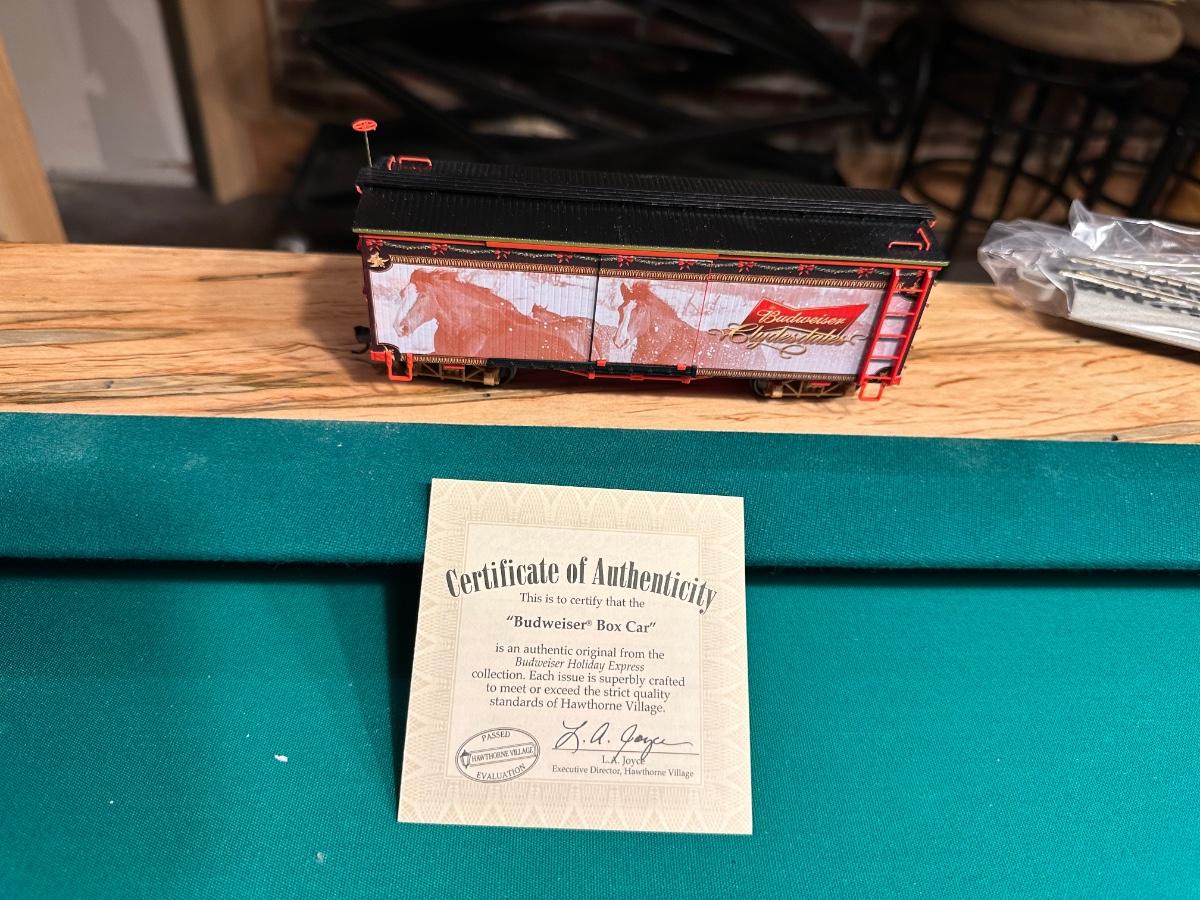 Budweiser
Clydesdales
Certificate of Authenticity
This is to certify that the
“Budweiser® Box Car”
is an authentic original from the
Budweiser Holiday Express
collection. Each issue is superbly crafted
to meet or exceed the strict quality
standards of Hawthorne Village.
PASSED
HAWTHORNE VILLAGE
EVALUATION
L.A. Joyce
L.A. Joyce
Executive Director, Hawthorne Village